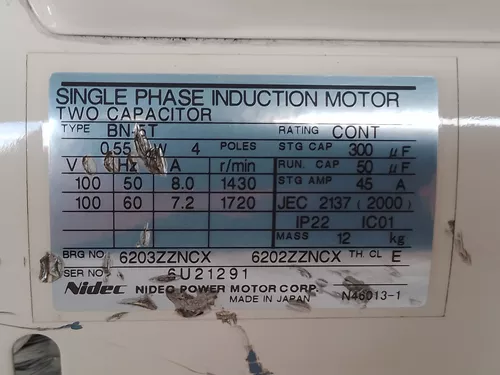 SINGLE PHASE INDUCTION MOTOR
TWO CAPACITOR
TYPE RATING CONT
0.55 4 POLES STG CAP 300 μF
V Hz A r/min RUN. CAP 50 μF
100 50 8.0 1430 STG AMP 45 A
100 60 7.2 1720 JEC 2137 (2000)
IP22 IC01
MASS 12 kg
BRG NO 6203ZZNCX 6202ZZNCX TH. CL E
SER NO 6U21291
Nidec NIDEC POWER MOTOR CORP.
MADE IN JAPAN N46013-1